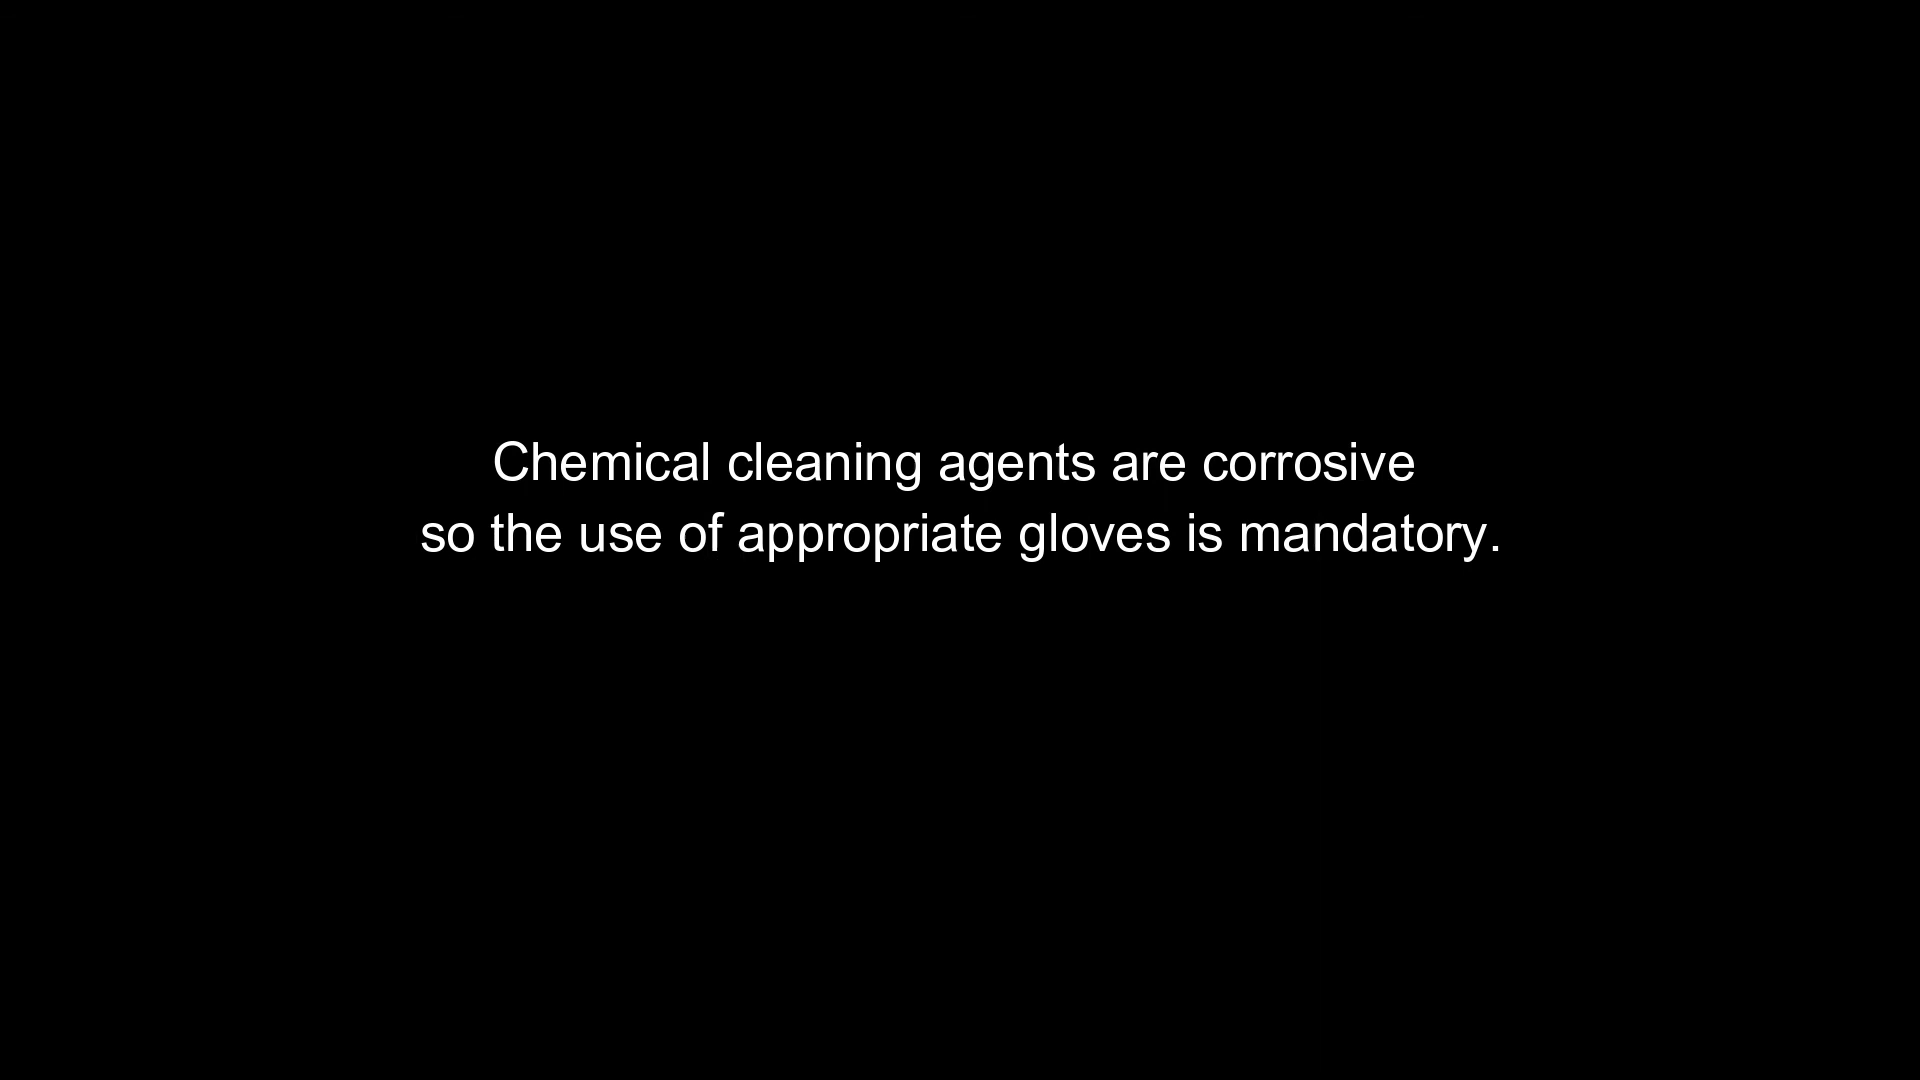 Chemical cleaning agents are corrosive
so the use of appropriate gloves is mandatory.